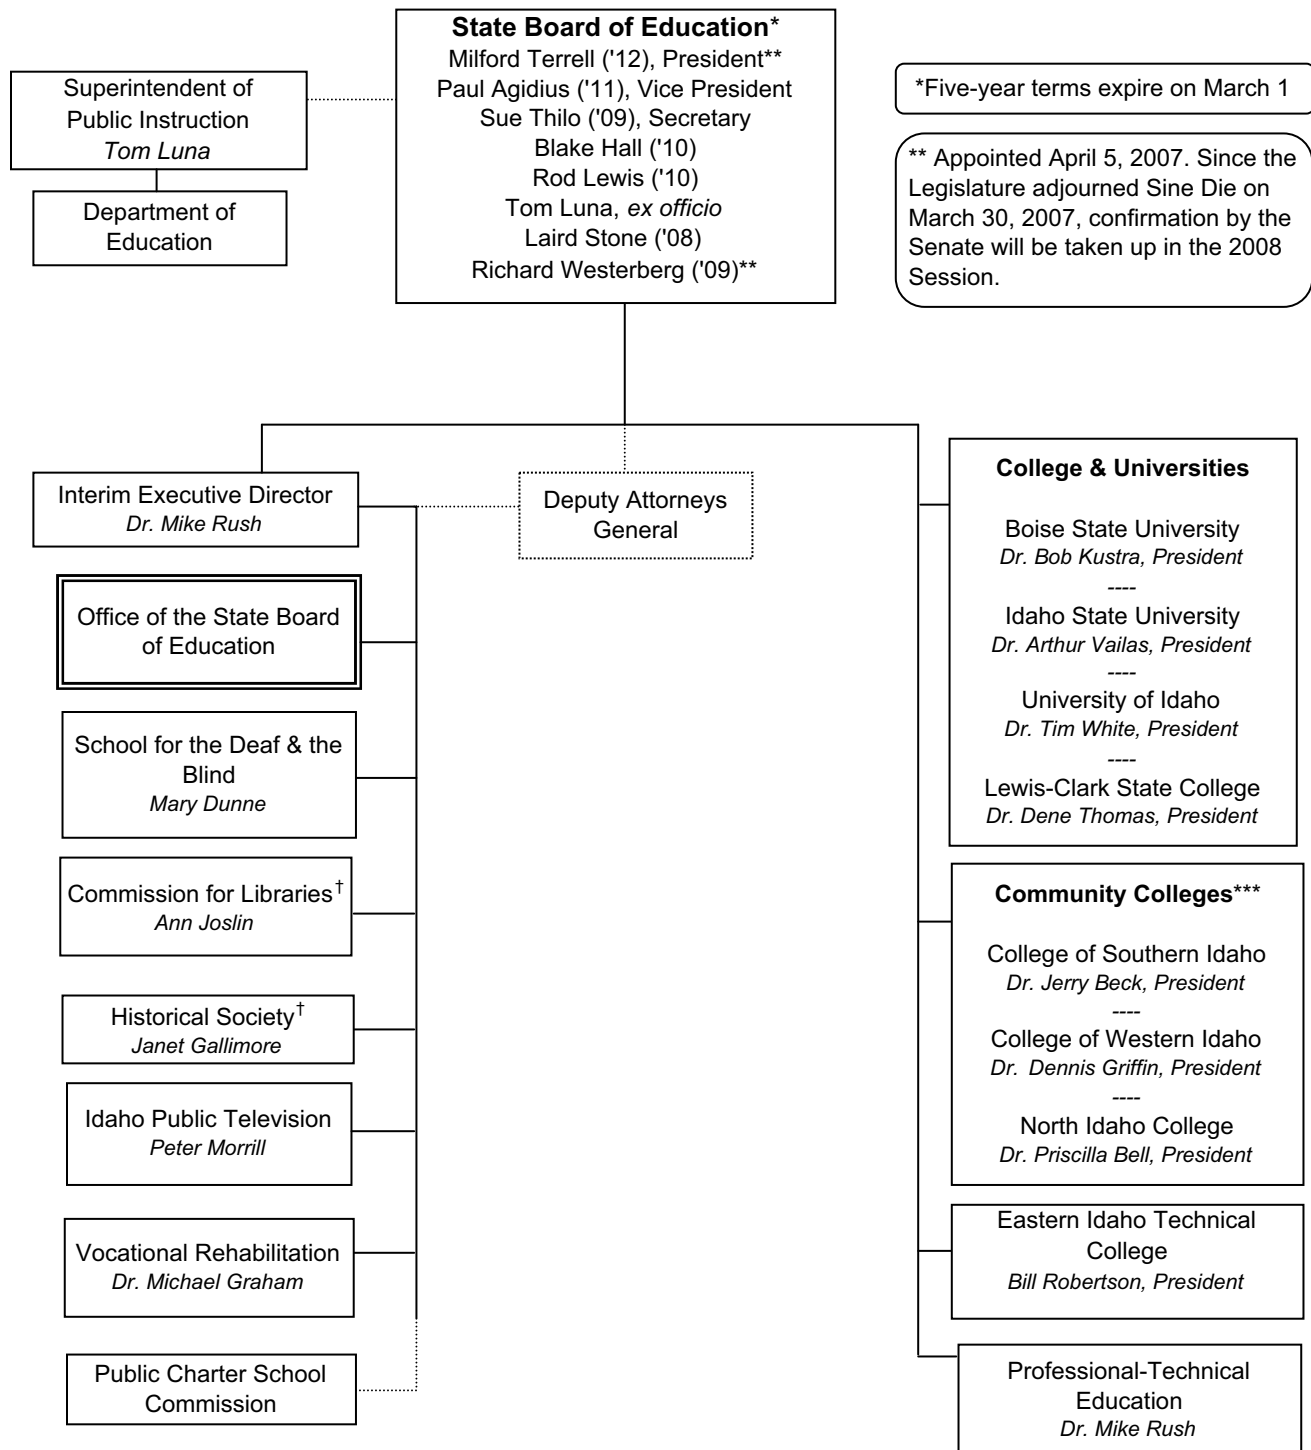 State Board of Education*
Milford Terrell ('12), President**
Paul Agidius ('11), Vice President
Sue Thilo ('09), Secretary
Blake Hall ('10)
Rod Lewis ('10)
Tom Luna, ex officio
Laird Stone ('08)
Richard Westerberg ('09)**
Superintendent of
Public Instruction
Tom Luna
Department of
Education
*Five-year terms expire on March 1
** Appointed April 5, 2007. Since the
Legislature adjourned Sine Die on
March 30, 2007, confirmation by the
Senate will be taken up in the 2008
Session.
Interim Executive Director
Dr. Mike Rush
Deputy Attorneys
General
Office of the State Board
of Education
School for the Deaf & the
Blind
Mary Dunne
Commission for Libraries†
Ann Joslin
Historical Society†
Janet Gallimore
Idaho Public Television
Peter Morrill
Vocational Rehabilitation
Dr. Michael Graham
Public Charter School
Commission
College & Universities
Boise State University
Dr. Bob Kustra, President
----
Idaho State University
Dr. Arthur Vailas, President
----
University of Idaho
Dr. Tim White, President
----
Lewis-Clark State College
Dr. Dene Thomas, President
Community Colleges***
College of Southern Idaho
Dr. Jerry Beck, President
----
College of Western Idaho
Dr. Dennis Griffin, President
----
North Idaho College
Dr. Priscilla Bell, President
Eastern Idaho Technical
College
Bill Robertson, President
Professional-Technical
Education
Dr. Mike Rush